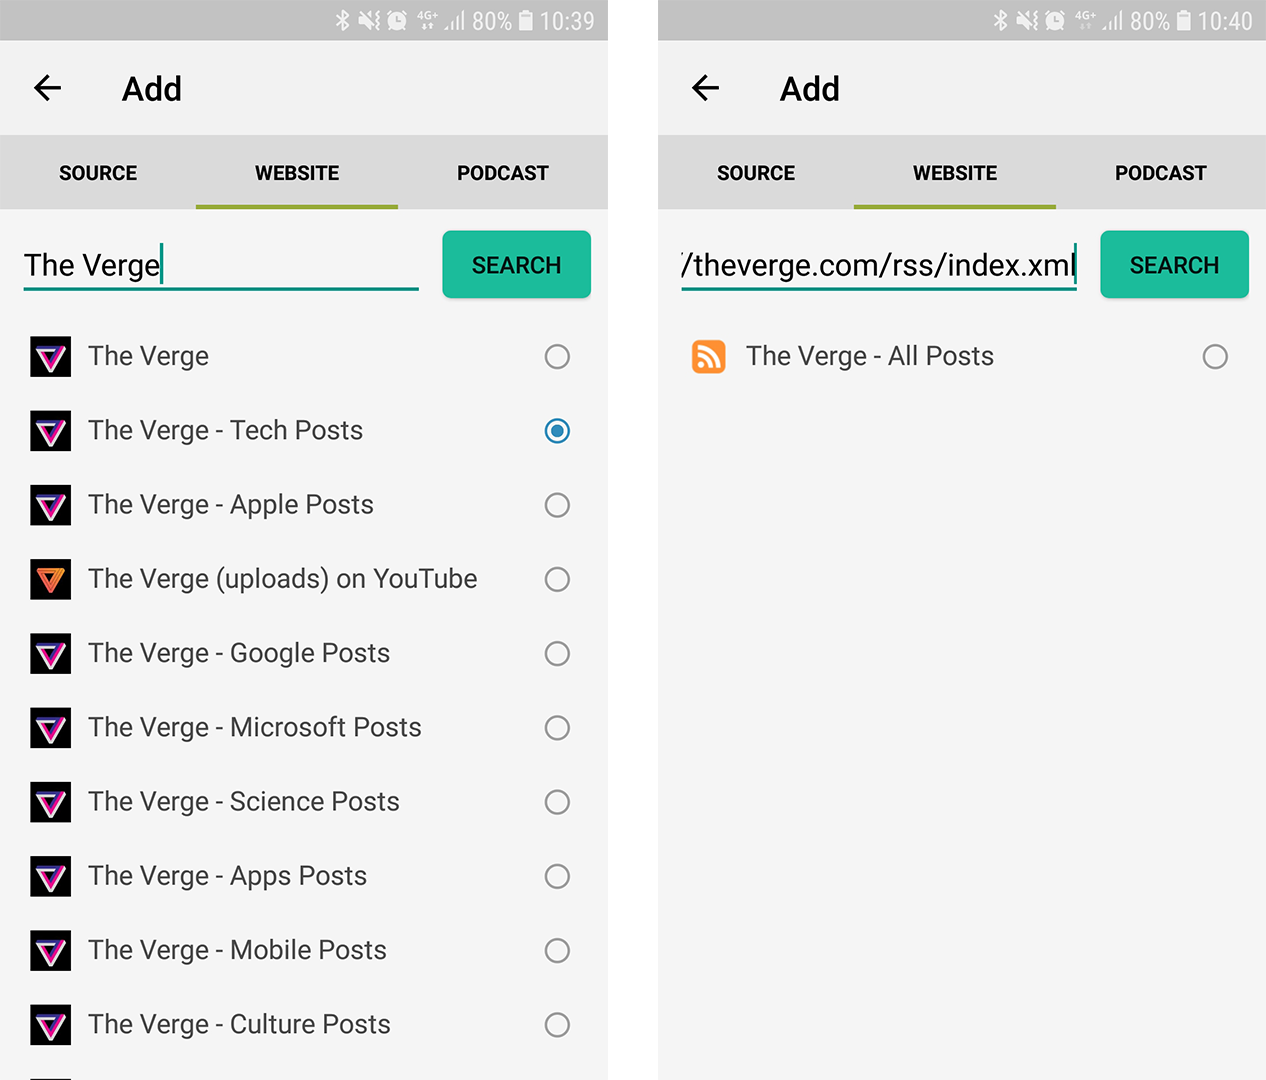 4G+ 80% 10:39
Add
SOURCE WEBSITE PODCAST
The Verge SEARCH
The Verge
The Verge - Tech Posts
The Verge - Apple Posts
The Verge (uploads) on YouTube
The Verge - Google Posts
The Verge - Microsoft Posts
The Verge - Science Posts
The Verge - Apps Posts
The Verge - Mobile Posts
The Verge - Culture Posts
4G+ 80% 10:40
Add
SOURCE WEBSITE PODCAST
/theverge.com/rss/index.xml SEARCH
The Verge - All Posts